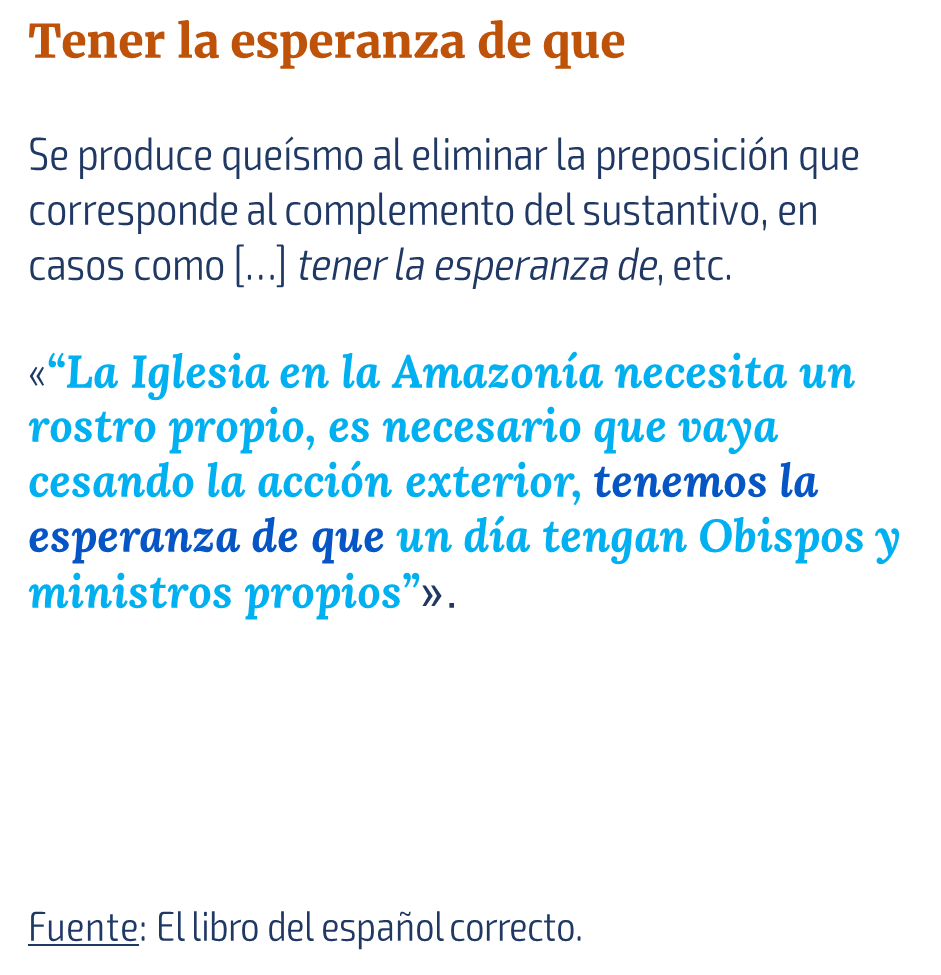 Tener la esperanza de que
Se produce queísmo al eliminar la preposición que
corresponde al complemento del sustantivo, en
casos como [...] tener la esperanza de, etc.
«“La Iglesia en la Amazonía necesita un
rostro propio, es necesario que vaya
cesando la acción exterior, tenemos la
esperanza de que un día tengan Obispos y
ministros propios”».
Fuente: El libro del español correcto.